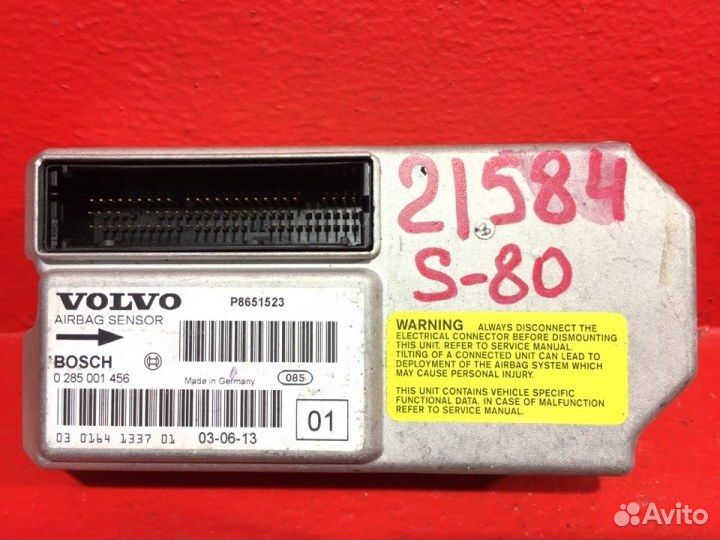 21584
S-80
VOLVO
P8651523
AIRBAG SENSOR
BOSCH
0 285 001 456
Made in Germany
085
03 0164 1337 01
03-06-13
01
WARNING ALWAYS DISCONNECT THE
ELECTRICAL CONNECTOR BEFORE DISMOUNTING
THIS UNIT. REFER TO SERVICE MANUAL.
TILTING OF A CONNECTED UNIT CAN LEAD TO
DEPLOYMENT OF THE AIRBAG SYSTEM WHICH
MAY CAUSE PERSONAL INJURY.
THIS UNIT CONTAINS VEHICLE SPECIFIC
FUNCTIONAL DATA. IN CASE OF MALFUNCTION
REFER TO SERVICE MANUAL.
Avito